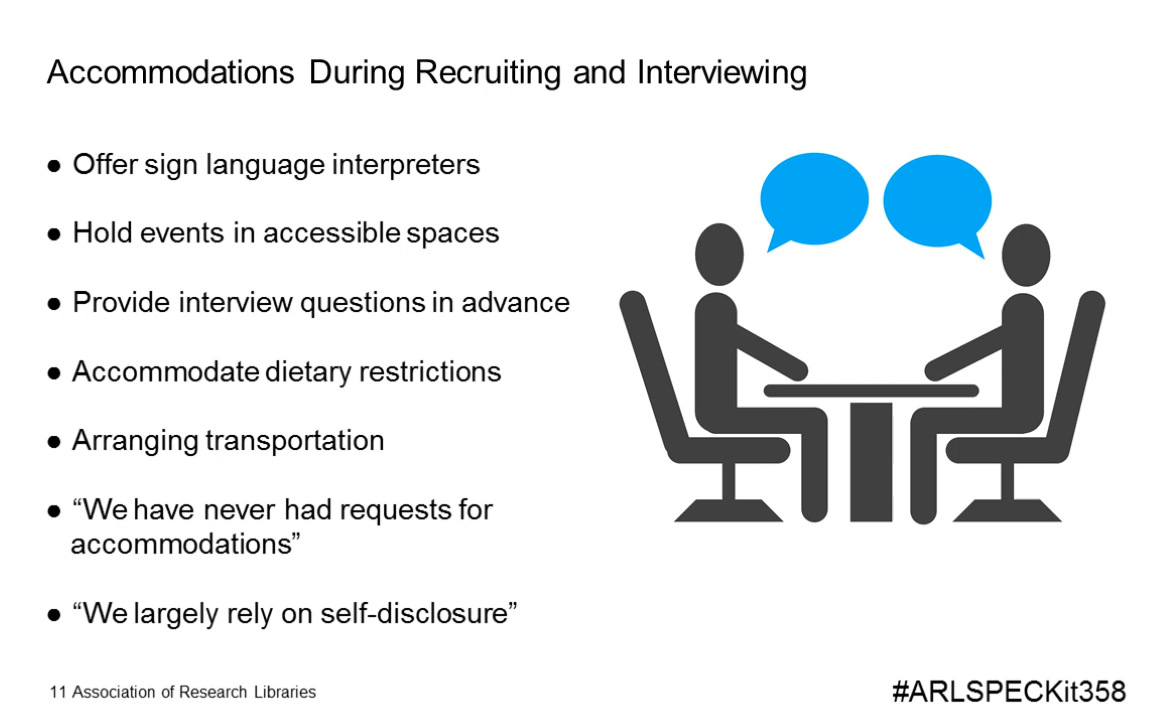 Accommodations During Recruiting and Interviewing
● Offer sign language interpreters
● Hold events in accessible spaces
● Provide interview questions in advance
● Accommodate dietary restrictions
● Arranging transportation
● “We have never had requests for
accommodations”
● “We largely rely on self-disclosure”
11 Association of Research Libraries
#ARLSPECKit358